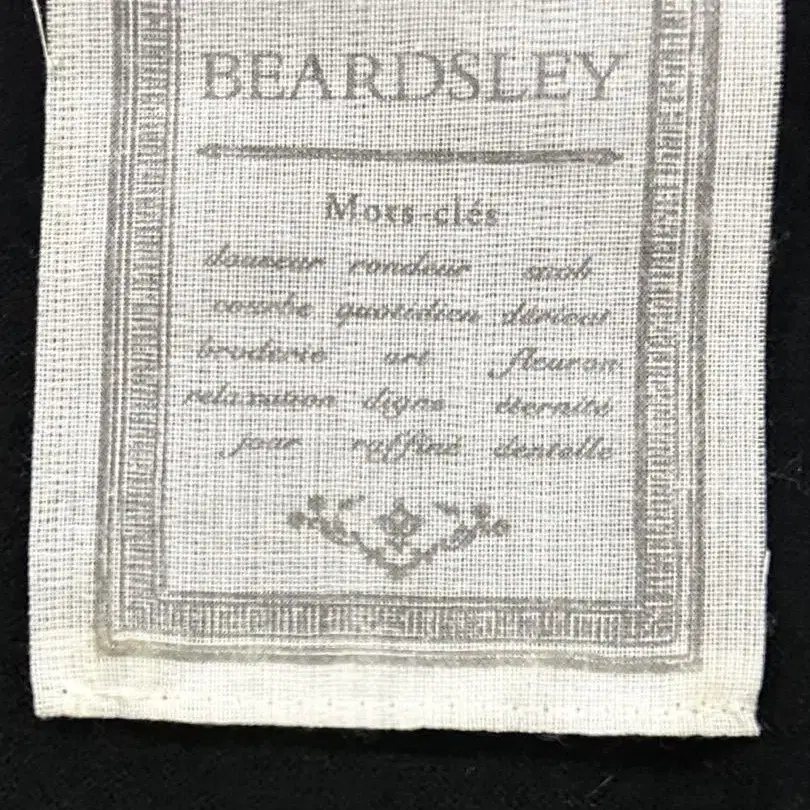 BEARDSLEY
Mots-clés
douceur rondeur snob
courbe quotidien délicat
broderie art fleuron
relaxation digne éternité
jour raffiné dentelle